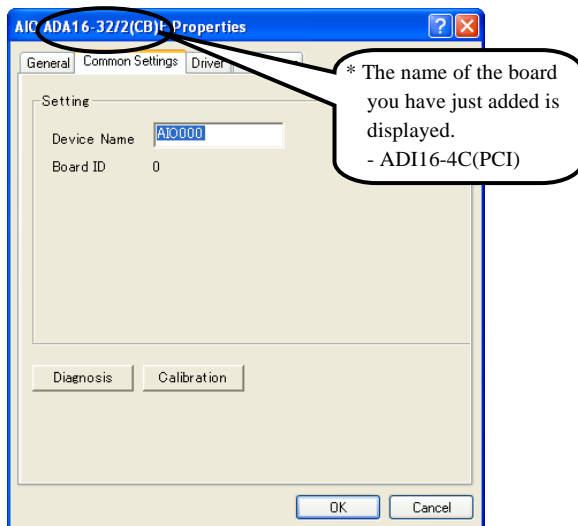 AIO ADA16-32/2(CB)F Properties
General
Common Settings
Driver
* The name of the board
you have just added is
displayed.
- ADI16-4C(PCI)
Setting
Device Name
AIO000
Board ID
0
Diagnosis
Calibration
OK
Cancel